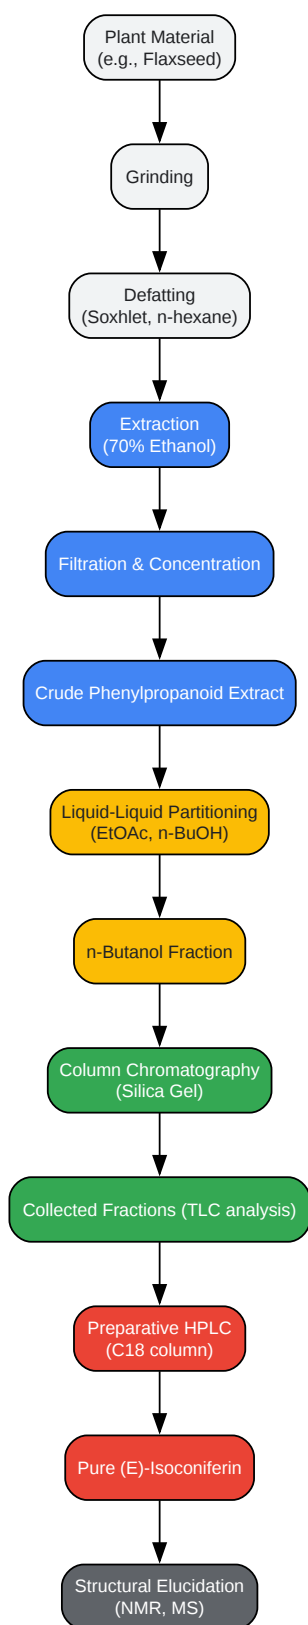 Plant Material
(e.g., Flaxseed)
Grinding
Defatting
(Soxhlet, n-hexane)
Extraction
(70% Ethanol)
Filtration & Concentration
Crude Phenylpropanoid Extract
Liquid-Liquid Partitioning
(EtOAc, n-BuOH)
n-Butanol Fraction
Column Chromatography
(Silica Gel)
Collected Fractions (TLC analysis)
Preparative HPLC
(C18 column)
Pure (E)-Isoconiferin
Structural Elucidation
(NMR, MS)